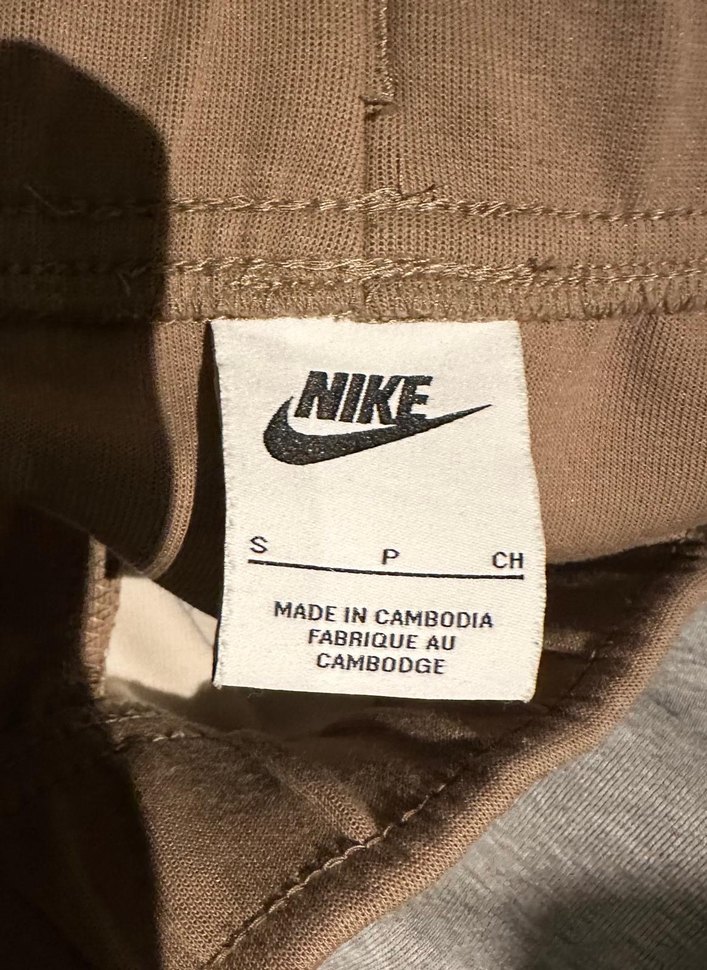 NIKE
S P CH
MADE IN CAMBODIA
FABRIQUE AU
CAMBODGE